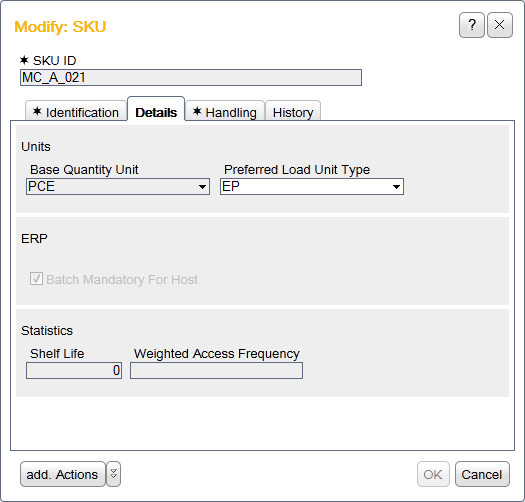 Modify: SKU
?
✶ SKU ID
MC_A_021
✶ Identification Details ✶ Handling History
Units
Base Quantity Unit Preferred Load Unit Type
PCE EP
ERP
Batch Mandatory For Host
Statistics
Shelf Life Weighted Access Frequency
0
add. Actions OK Cancel